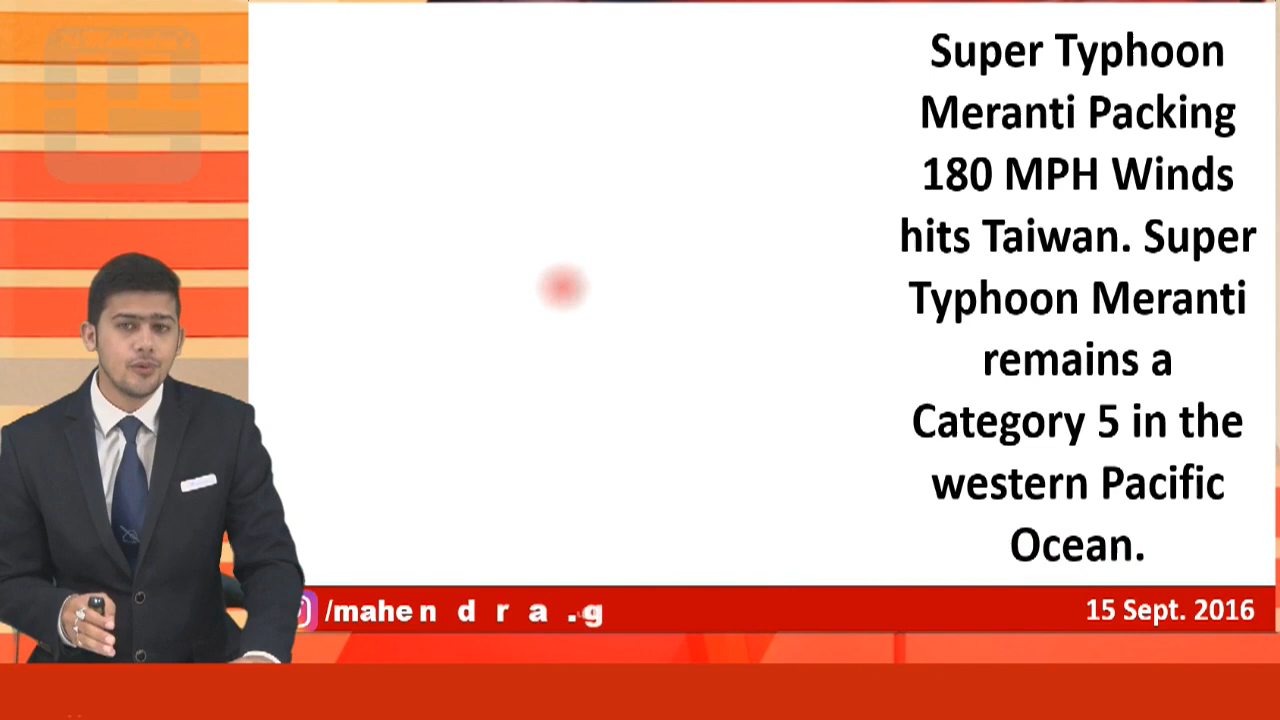 Super Typhoon
Meranti Packing
180 MPH Winds
hits Taiwan. Super
Typhoon Meranti
remains a
Category 5 in the
western Pacific
Ocean.
/mahen d r a .g
15 Sept. 2016